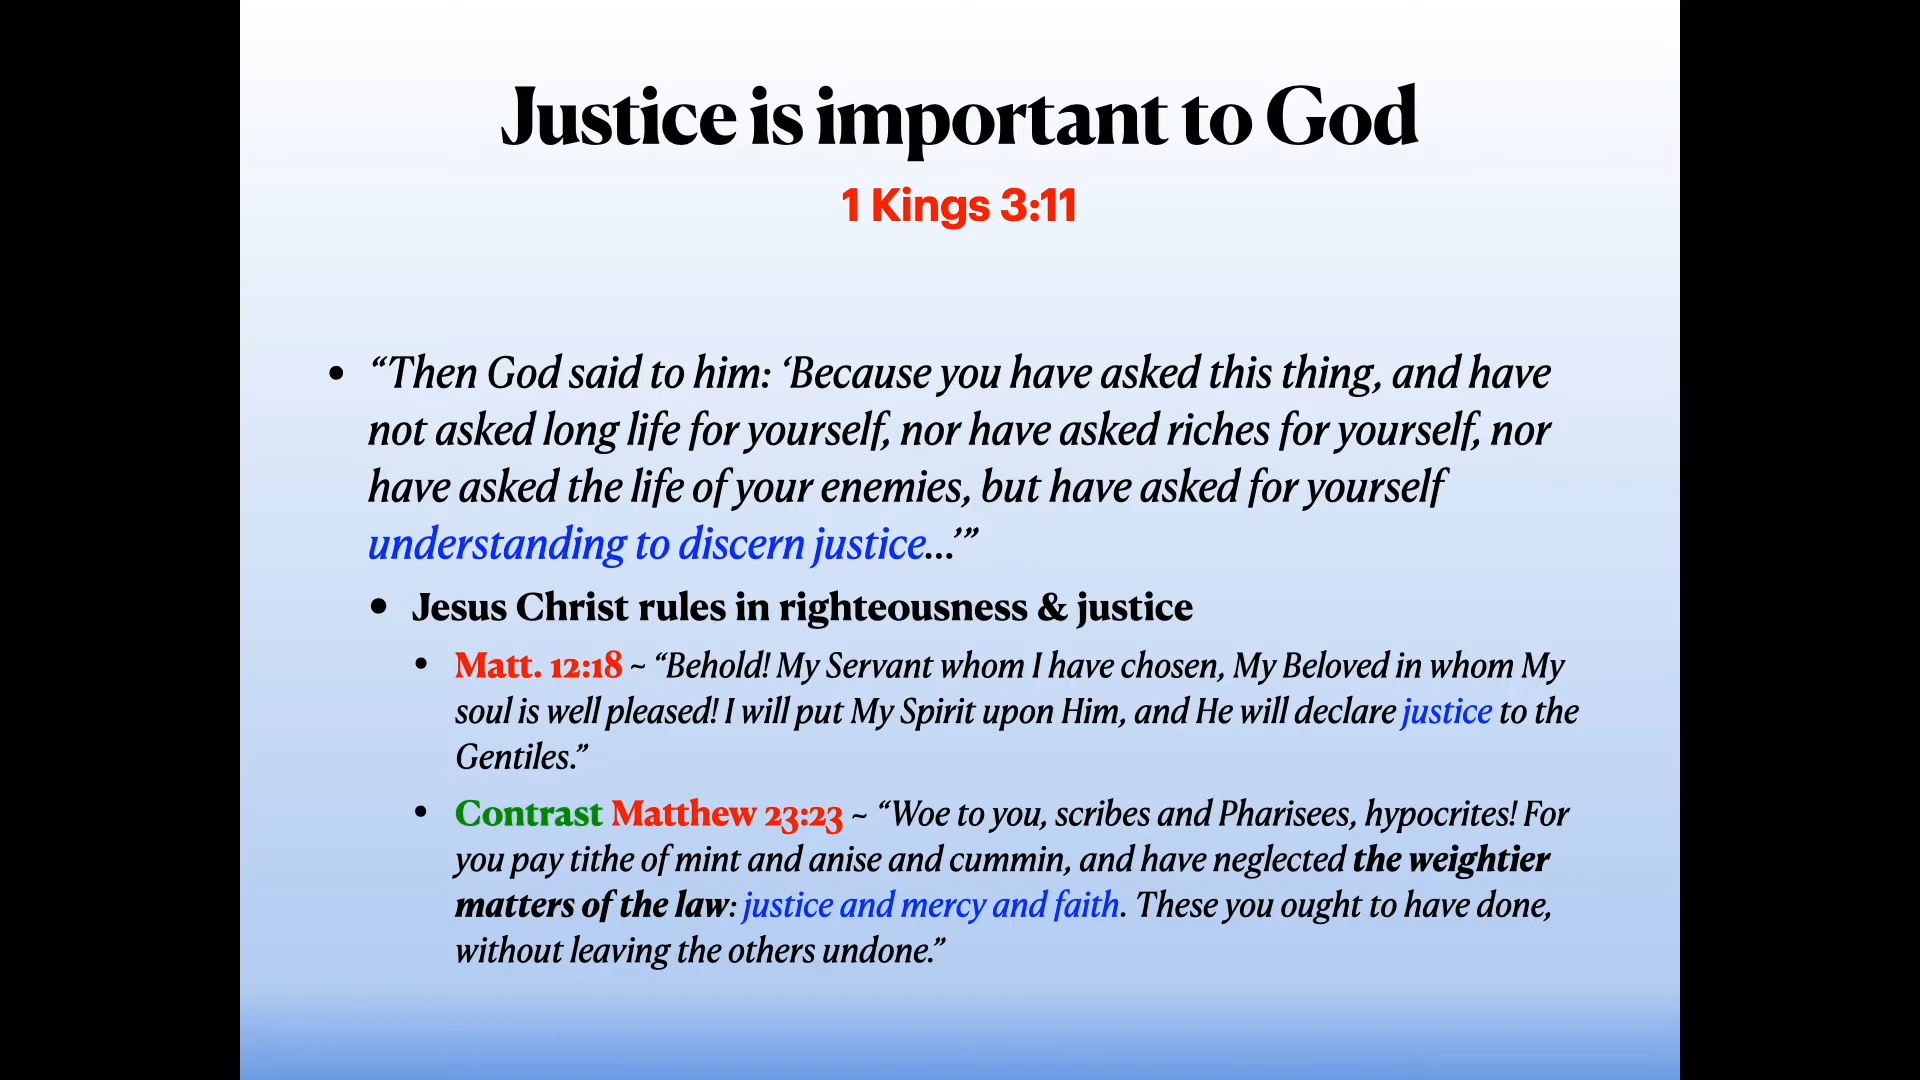 Justice is important to God
1 Kings 3:11
• “Then God said to him: ‘Because you have asked this thing, and have
not asked long life for yourself, nor have asked riches for yourself, nor
have asked the life of your enemies, but have asked for yourself
understanding to discern justice…’”
• Jesus Christ rules in righteousness & justice
• Matt. 12:18 ~ “Behold! My Servant whom I have chosen, My Beloved in whom My
soul is well pleased! I will put My Spirit upon Him, and He will declare justice to the
Gentiles.”
• Contrast Matthew 23:23 ~ “Woe to you, scribes and Pharisees, hypocrites! For
you pay tithe of mint and anise and cummin, and have neglected the weightier
matters of the law: justice and mercy and faith. These you ought to have done,
without leaving the others undone.”